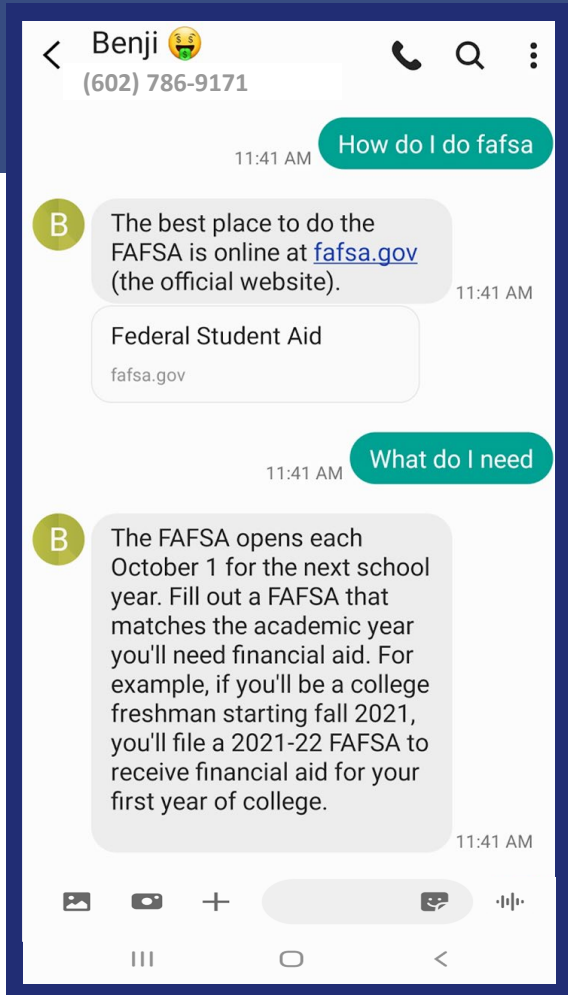 Benji 🤑
(602) 786-9171
How do I do fafsa
11:41 AM
B
The best place to do the
FAFSA is online at fafsa.gov
(the official website).
11:41 AM
Federal Student Aid
fafsa.gov
What do I need
11:41 AM
B
The FAFSA opens each
October 1 for the next school
year. Fill out a FAFSA that
matches the academic year
you'll need financial aid. For
example, if you'll be a college
freshman starting fall 2021,
you'll file a 2021-22 FAFSA to
receive financial aid for your
first year of college.
11:41 AM